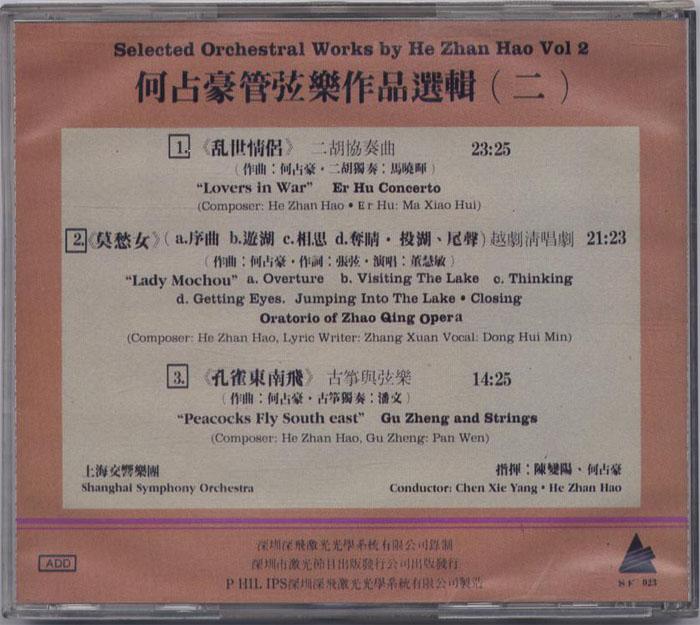 Selected Orchestral Works by He Zhan Hao Vol 2
何占豪管弦樂作品選輯（二）
1.《乱世情侶》二胡協奏曲 23:25
（作曲：何占豪・二胡獨奏：馬曉暉）
“Lovers in War” Er Hu Concerto
(Composer: He Zhan Hao • Er Hu: Ma Xiao Hui)
2.《莫愁女》（a.序曲 b.遊湖 c.相思 d.奪睛・投湖、尾聲）越劇清唱劇 21:23
（作曲：何占豪・作詞：張弦・演唱：董慧敏）
“Lady Mochou” a. Overture b. Visiting The Lake c. Thinking
d. Getting Eyes. Jumping Into The Lake • Closing
Oratorio of Zhao Qing Opera
(Composer: He Zhan Hao, Lyric Writer: Zhang Xuan Vocal: Dong Hui Min)
3.《孔雀東南飛》古箏與弦樂 14:25
（作曲：何占豪・古箏獨奏：潘文）
“Peacocks Fly South east” Gu Zheng and Strings
(Composer: He Zhan Hao, Gu Zheng: Pan Wen)
上海交響樂團 指揮：陳燮陽、何占豪
Shanghai Symphony Orchestra Conductor: Chen Xie Yang • He Zhan Hao
深圳深飛激光光學系統有限公司錄制
ADD 深圳市激光節目出版發行公司出版發行
P HIL IPS深圳深飛激光光學系統有限公司製造
SF 023